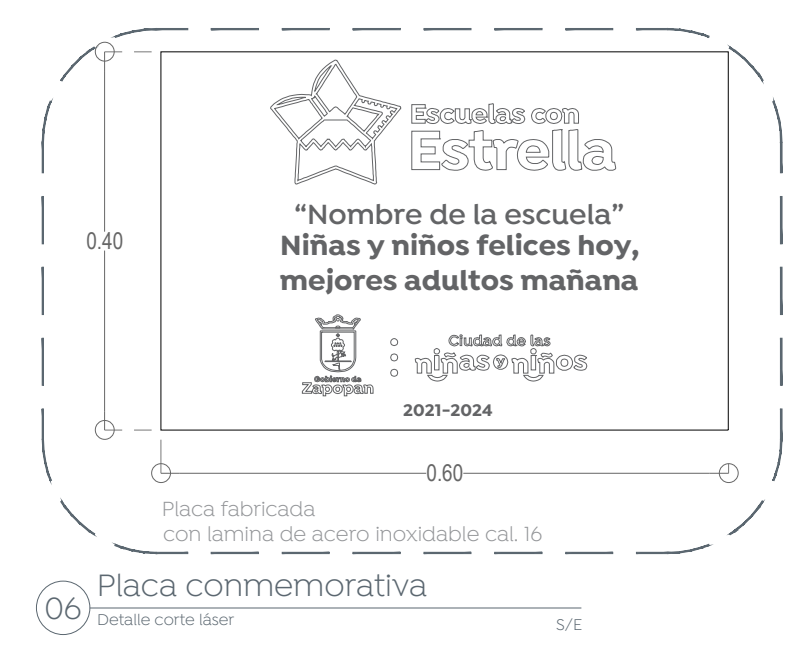 Escuelas con
Estrella
“Nombre de la escuela”
Niñas y niños felices hoy,
mejores adultos mañana
0.40
Gobierno de
Zapopan
Ciudad de las
niñas y niños
2021-2024
0.60
Placa fabricada
con lamina de acero inoxidable cal. 16
06
Placa conmemorativa
Detalle corte láser
S/E